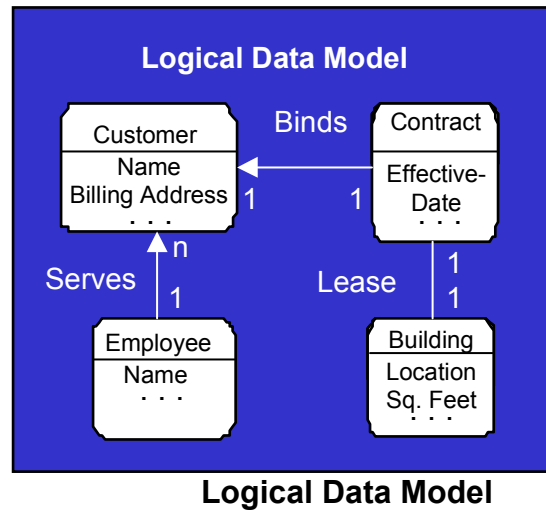 Logical Data Model
Binds
Customer
Name
Billing Address
. . .
1
1
Contract
Effective-
Date
. . .
n
Serves
1
Lease
1
1
Employee
Name
. . .
Building
Location
Sq. Feet
. . .
Logical Data Model